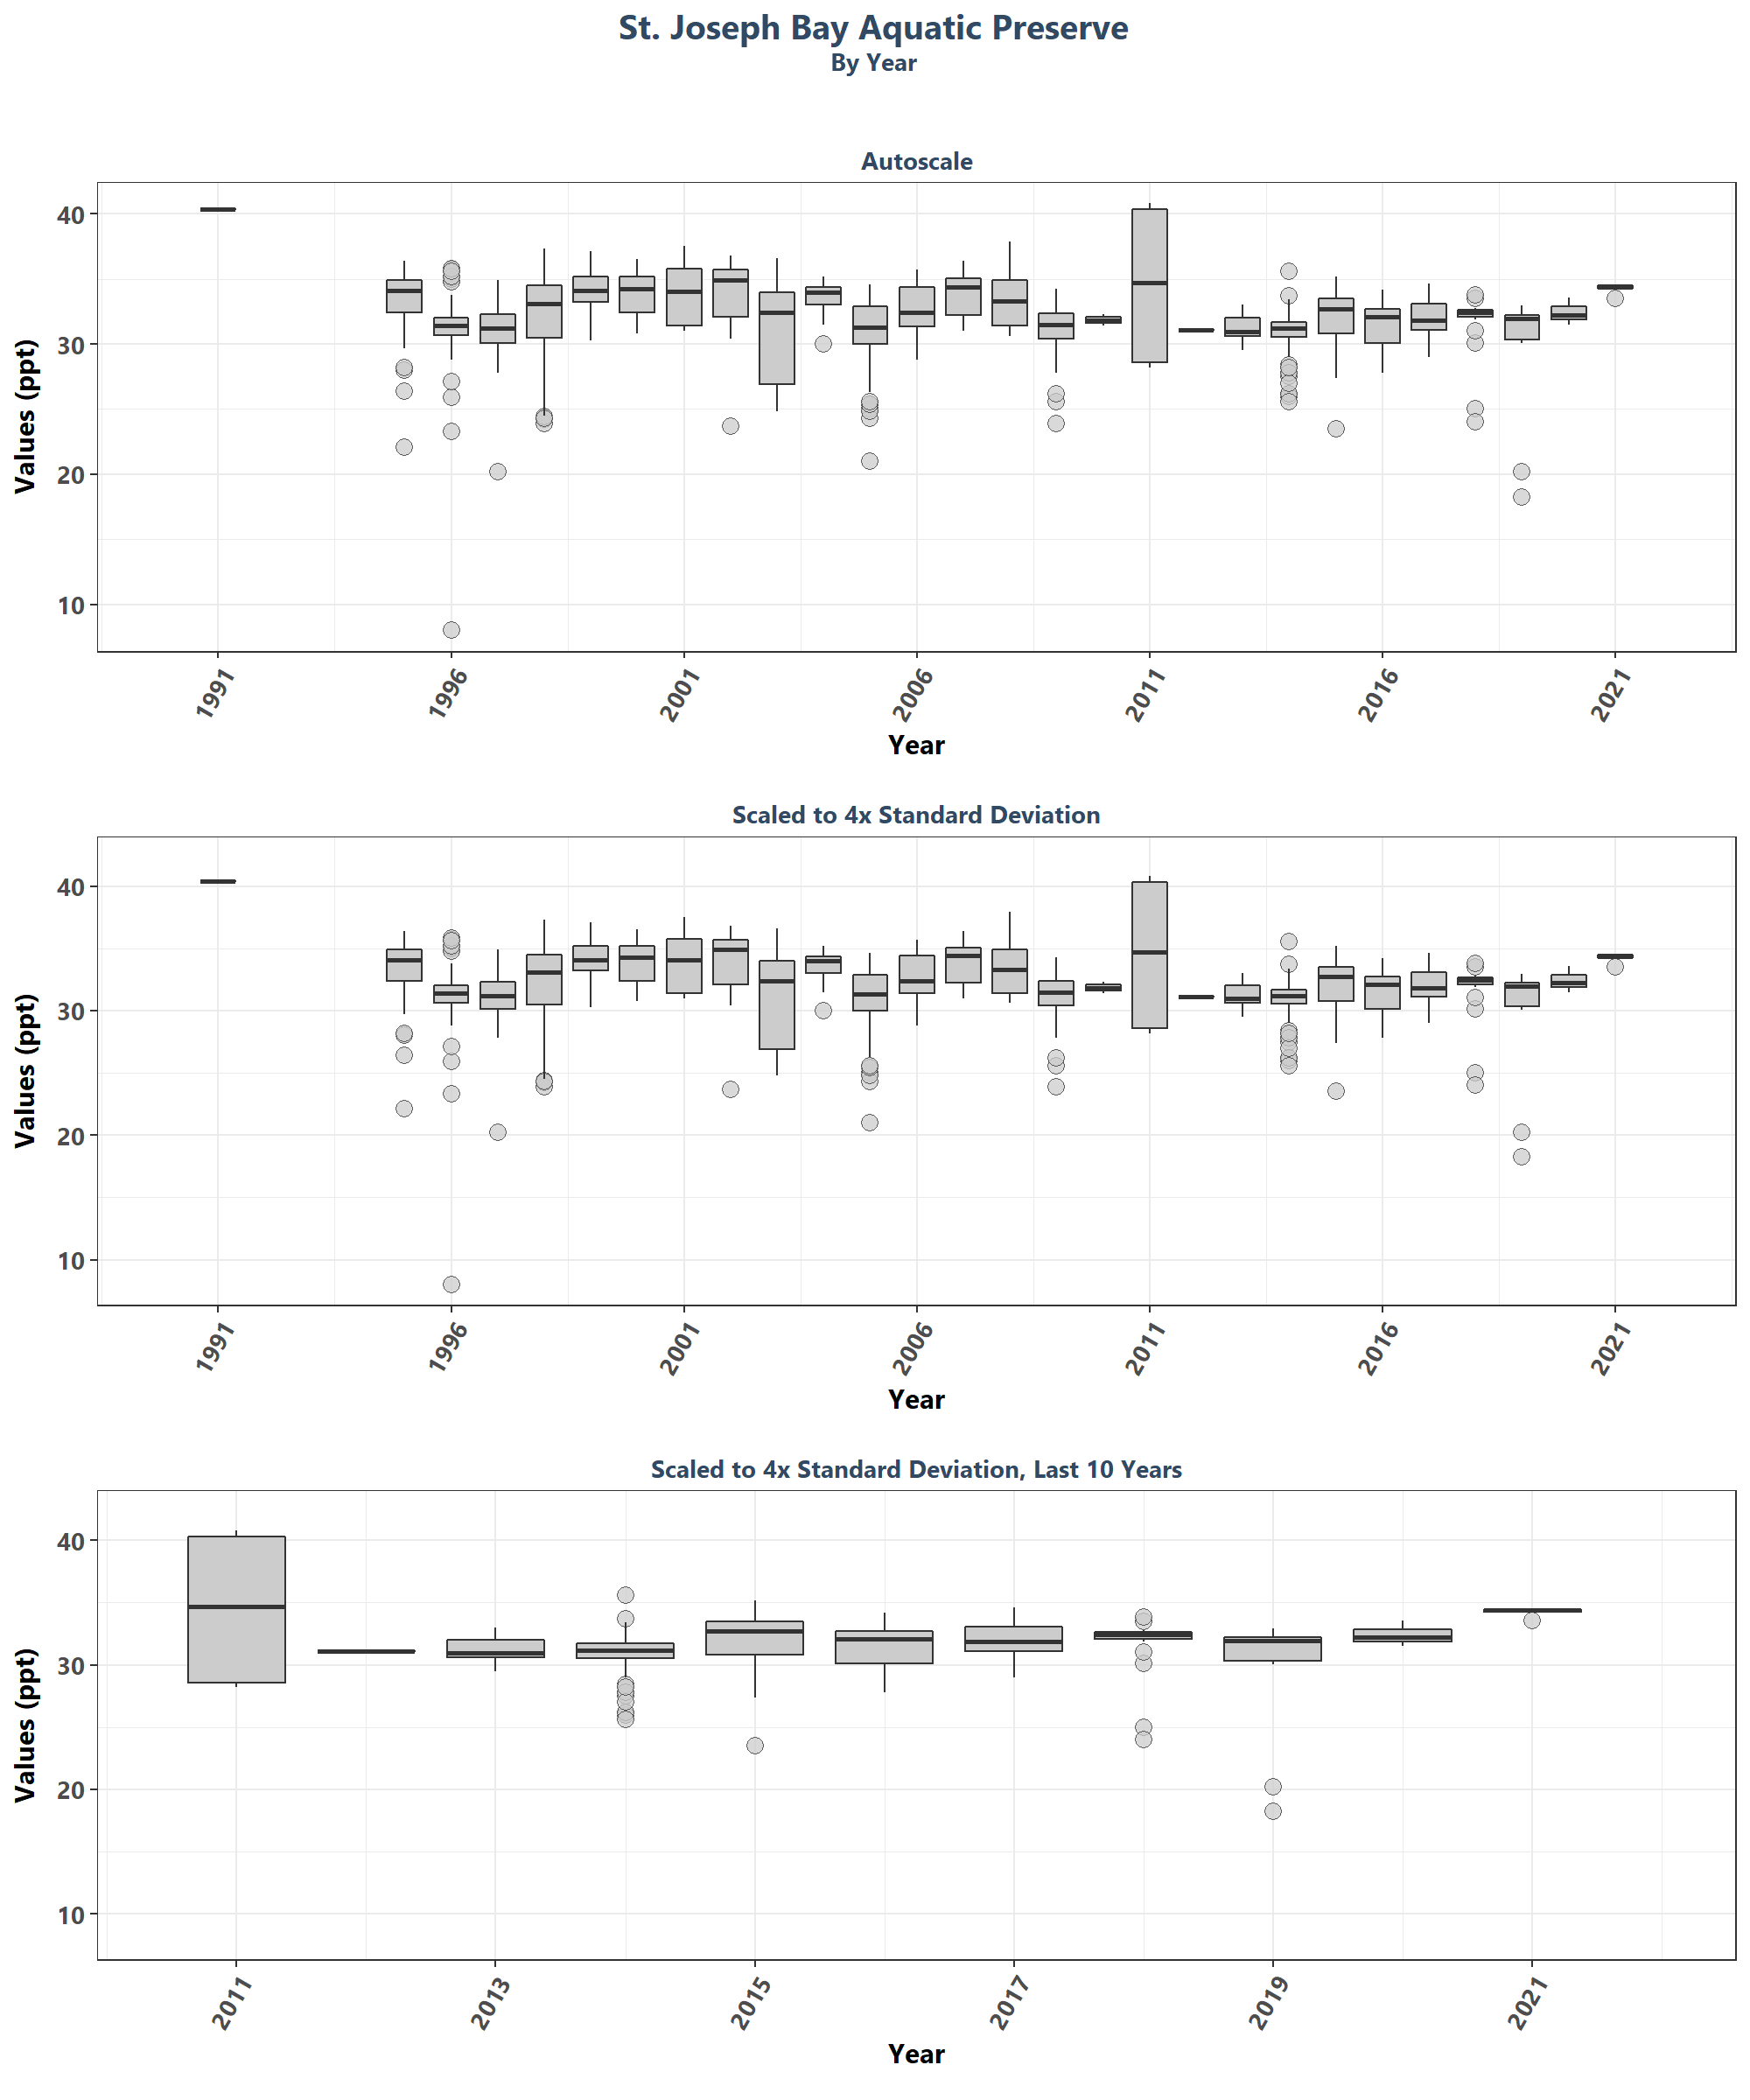 St. Joseph Bay Aquatic Preserve
By Year
Autoscale
Values (ppt)
40
30
20
10
1991 1996 2001 2006 2011 2016 2021
Year
Scaled to 4x Standard Deviation
Values (ppt)
40
30
20
10
1991 1996 2001 2006 2011 2016 2021
Year
Scaled to 4x Standard Deviation, Last 10 Years
Values (ppt)
40
30
20
10
2011 2013 2015 2017 2019 2021
Year